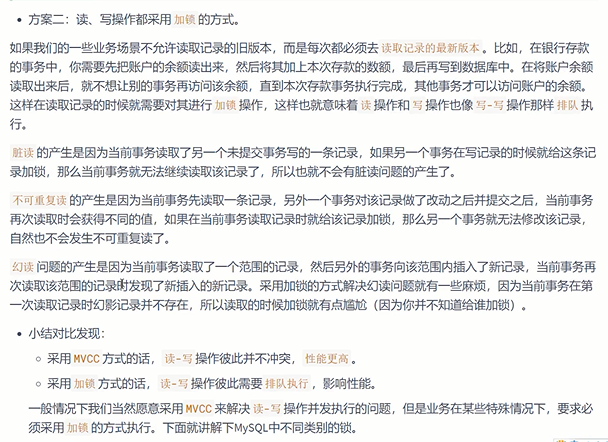 • 方案二：读、写操作都采用 加锁 的方式。
如果我们的一些业务场景不允许读取记录的旧版本，而是每次都必须去 读取记录的最新版本 。比如，在银行存款
的事务中，你需要先把账户的余额读出来，然后将其加上本次存款的数额，最后再写到数据库中。在将账户余额
读取出来后，就不想让别的事务再访问该余额，直到本次存款事务执行完成，其他事务才可以访问账户的余额。
这样在读取记录的时候就需要对其进行 加锁 操作，这样也就意味着 读 操作和 写 操作也像 写-写 操作那样 排队 执
行。
脏读 的产生是因为当前事务读取了另一个未提交事务写的一条记录，如果另一个事务在写记录的时候就给这条记
录加锁，那么当前事务就无法继续读取该记录了，所以也就不会有脏读问题的产生了。
不可重复读 的产生是因为当前事务先读取一条记录，另外一个事务对该记录做了改动之后并提交之后，当前事务
再次读取时会获得不同的值，如果在当前事务读取记录时就给该记录加锁，那么另一个事务就无法修改该记录，
自然也不会发生不可重复读了。
幻读 问题的产生是因为当前事务读取了一个范围的记录，然后另外的事务向该范围内插入了新记录，当前事务再
次读取该范围的记录时发现了新插入的新记录。采用加锁的方式解决幻读问题就有一些麻烦，因为当前事务在第
一次读取记录时幻影记录并不存在，所以读取的时候加锁就有点尴尬（因为你并不知道给谁加锁）。
• 小结对比发现：
○ 采用 MVCC 方式的话， 读-写 操作彼此并不冲突， 性能更高 。
○ 采用 加锁 方式的话， 读-写 操作彼此需要 排队执行 ，影响性能。
一般情况下我们当然愿意采用 MVCC 来解决 读-写 操作并发执行的问题，但是业务在某些特殊情况下，要求必
须采用 加锁 的方式执行。下面就讲解下MySQL中不同类别的锁。